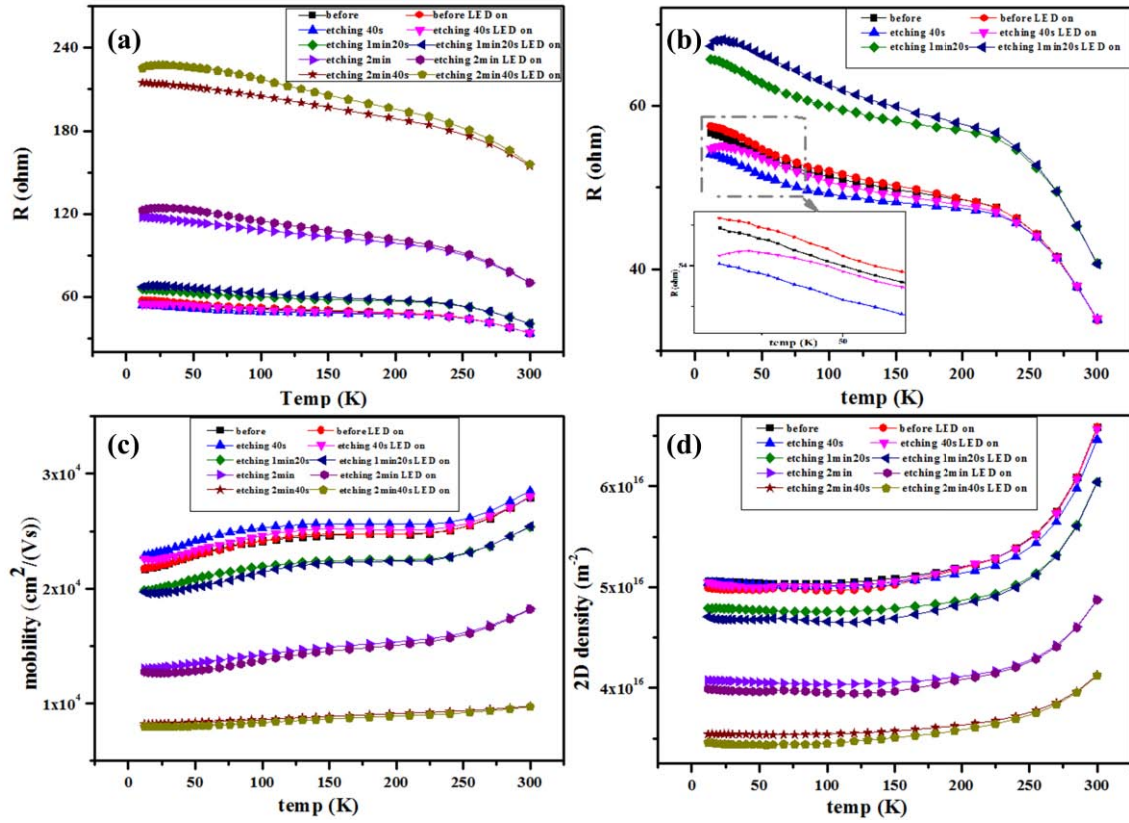 (a)
before before LED on
etching 40s etching 40s LED on
etching 1min20s etching 1min20s LED on
etching 2min etching 2min LED on
etching 2min40s etching 2min40s LED on
240
180
120
60
R (ohm)
0 50 100 150 200 250 300
Temp (K)
(b)
before before LED on
etching 40s etching 40s LED on
etching 1min20s etching 1min20s LED on
80
60
40
R (ohm)
R (ohm)
54
50
temp (K)
0 50 100 150 200 250 300
temp (K)
(c)
before before LED on
etching 40s etching 40s LED on
etching 1min20s etching 1min20s LED on
etching 2min etching 2min LED on
etching 2min40s etching 2min40s LED on
3x10⁴
2x10⁴
1x10⁴
mobility (cm²/(Vs))
0 50 100 150 200 250 300
temp (K)
(d)
before before LED on
etching 40s etching 40s LED on
etching 1min20s etching 1min20s LED on
etching 2min etching 2min LED on
etching 2min40s etching 2min40s LED on
6x10¹⁶
5x10¹⁶
4x10¹⁶
2D density (m⁻²)
0 50 100 150 200 250 300
temp (K)